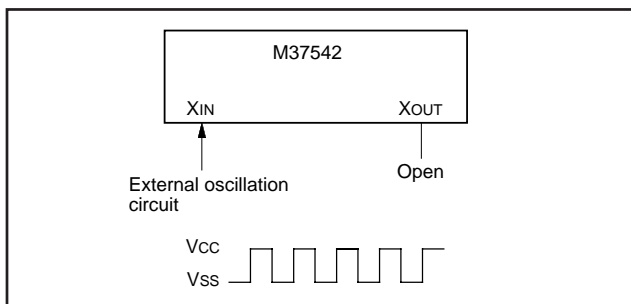 M37542
XIN XOUT
External oscillation
circuit
Open
VCC
VSS